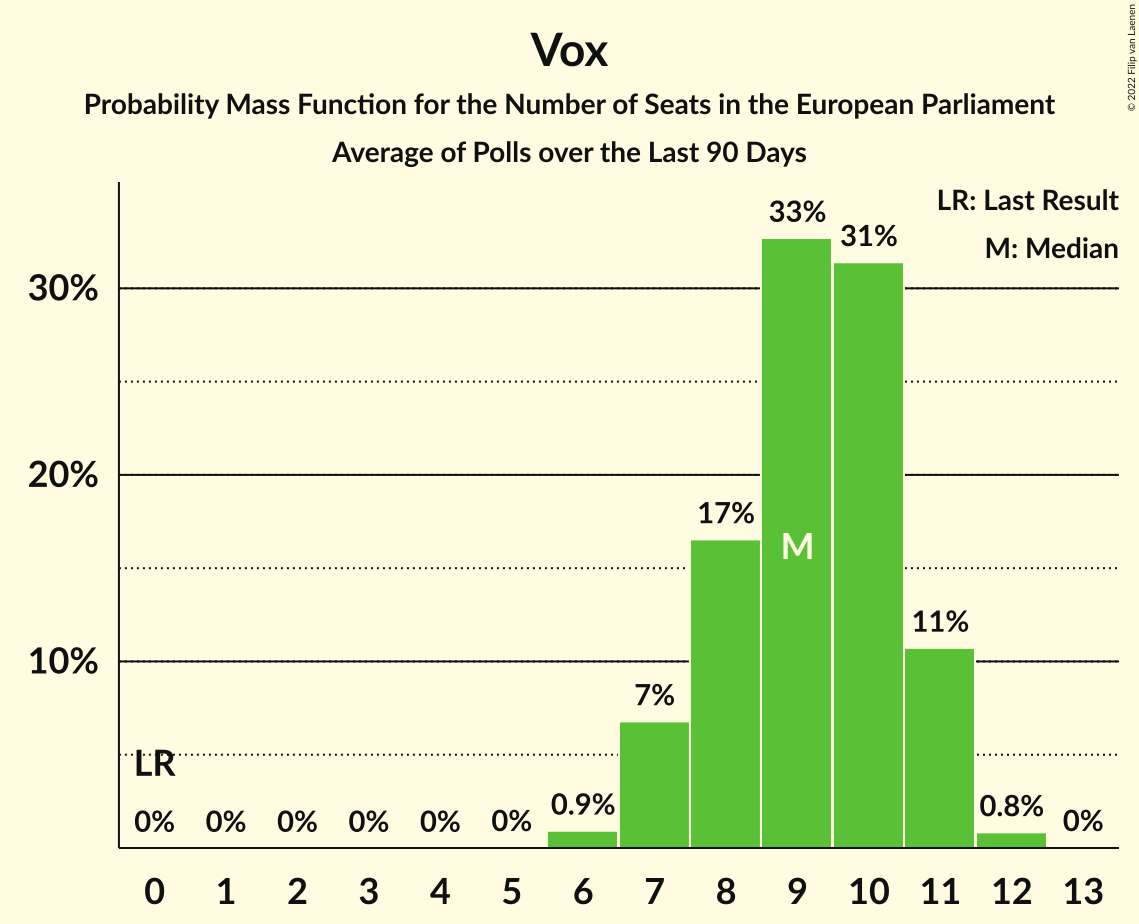 Vox
Probability Mass Function for the Number of Seats in the European Parliament
Average of Polls over the Last 90 Days
© 2022 Filip van Laenen
LR: Last Result
M: Median
33%
31%
30%
20%
17%
M
11%
10%
7%
LR
0% 0% 0% 0% 0% 0% 0.9% 0.8% 0%
0 1 2 3 4 5 6 7 8 9 10 11 12 13